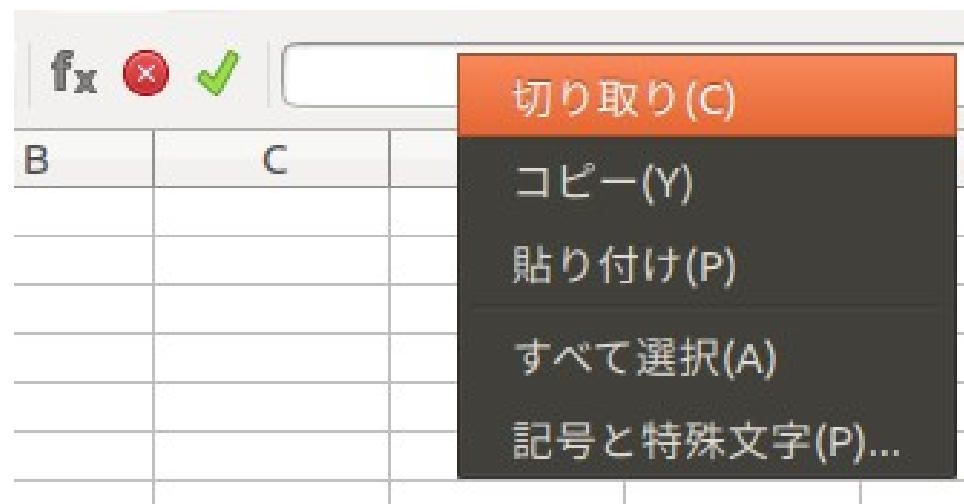 fx
切り取り(C)
B C
コピー(Y)
貼り付け(P)
すべて選択(A)
記号と特殊文字(P)...